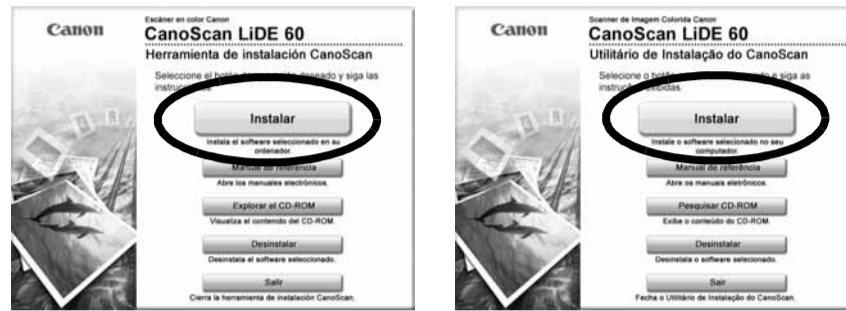 Canon
Escáner en color Canon
CanoScan LiDE 60
Herramienta de instalación CanoScan
Seleccione el botón deseado y siga las
Instalar
Instala el software seleccionado en su
ordenador.
Manual de referencia
Abre los manuales electrónicos.
Explorar el CD-ROM
Visualiza el contenido del CD-ROM.
Desinstalar
Desinstala el software seleccionado.
Salir
Cierra la herramienta de instalación CanoScan.
Canon
Scanner de Imagem Colorida Canon
CanoScan LiDE 60
Utilitário de Instalação do CanoScan
Selecione o botão e siga as
exibidas.
Instalar
Instale o software selecionado no seu
computador.
Manual de referência
Abre os manuais eletrônicos.
Pesquisar CD-ROM
Exibe o conteúdo do CD-ROM.
Desinstalar
Desinstala o software selecionado.
Sair
Fecha o Utilitário de Instalação do CanoScan.